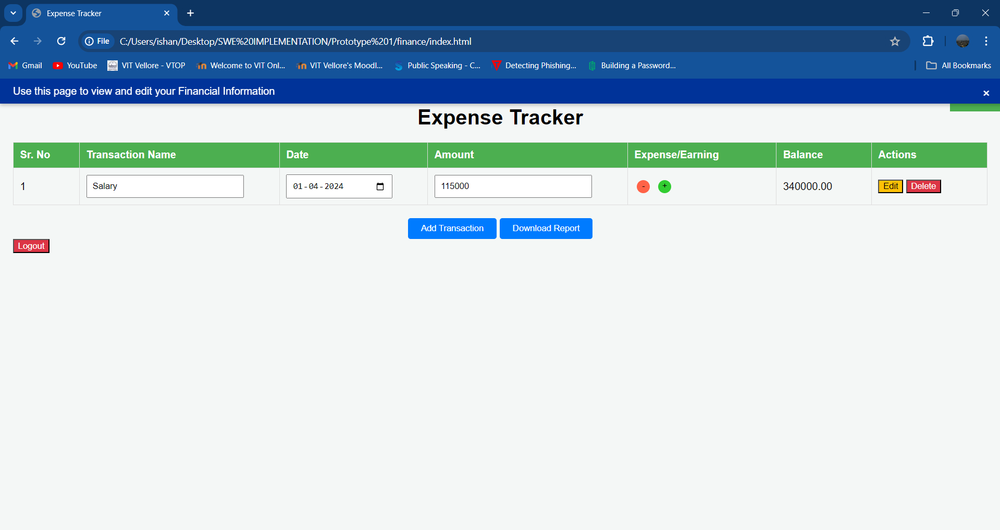 Expense Tracker
File C:/Users/ishan/Desktop/SWE%20IMPLEMENTATION/Prototype%201/finance/index.html
Gmail YouTube VIT Vellore - VTOP Welcome to VIT Onl... VIT Vellore's Moodl... Public Speaking - C... Detecting Phishing... Building a Password... All Bookmarks
Use this page to view and edit your Financial Information ×
Expense Tracker
Sr. No Transaction Name Date Amount Expense/Earning Balance Actions
1 Salary 01-04-2024 115000 - + 340000.00 Edit Delete
Add Transaction Download Report
Logout